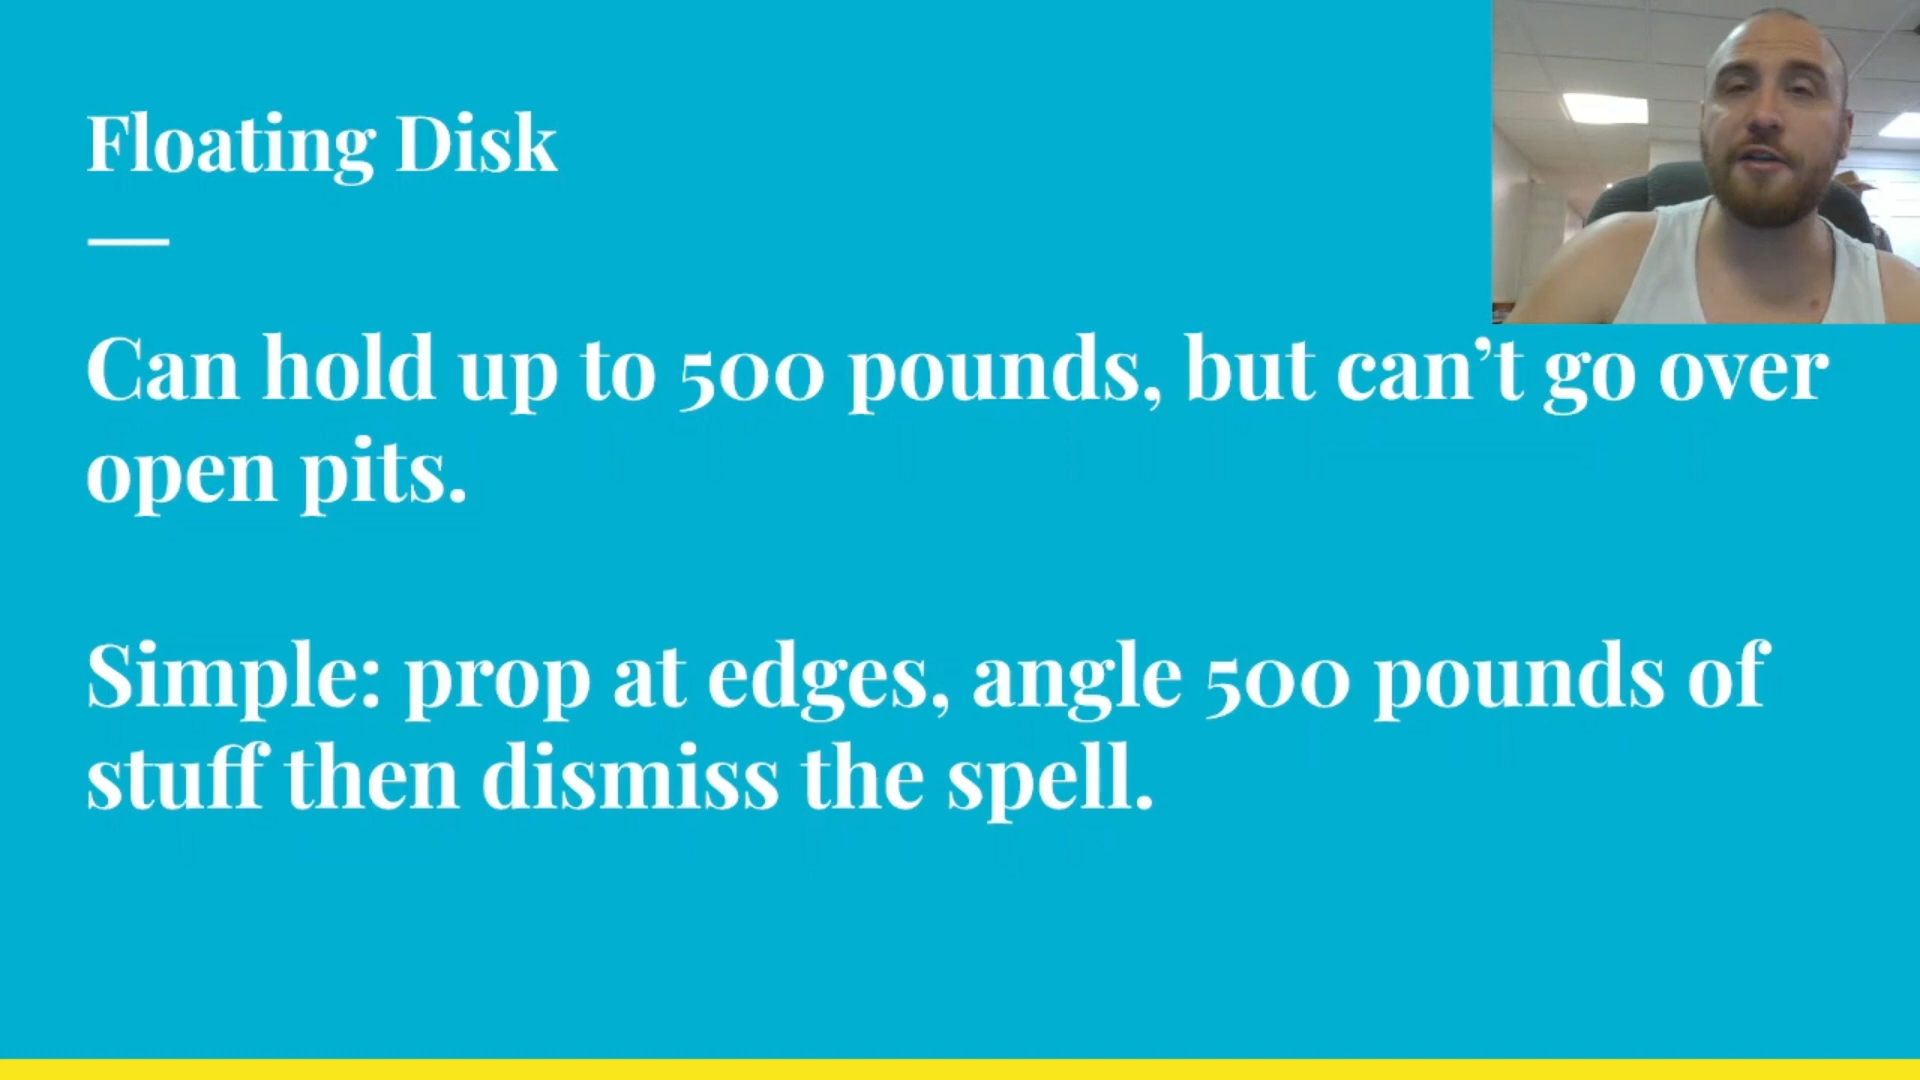 Floating Disk
Can hold up to 500 pounds, but can’t go over
open pits.
Simple: prop at edges, angle 500 pounds of
stuff then dismiss the spell.